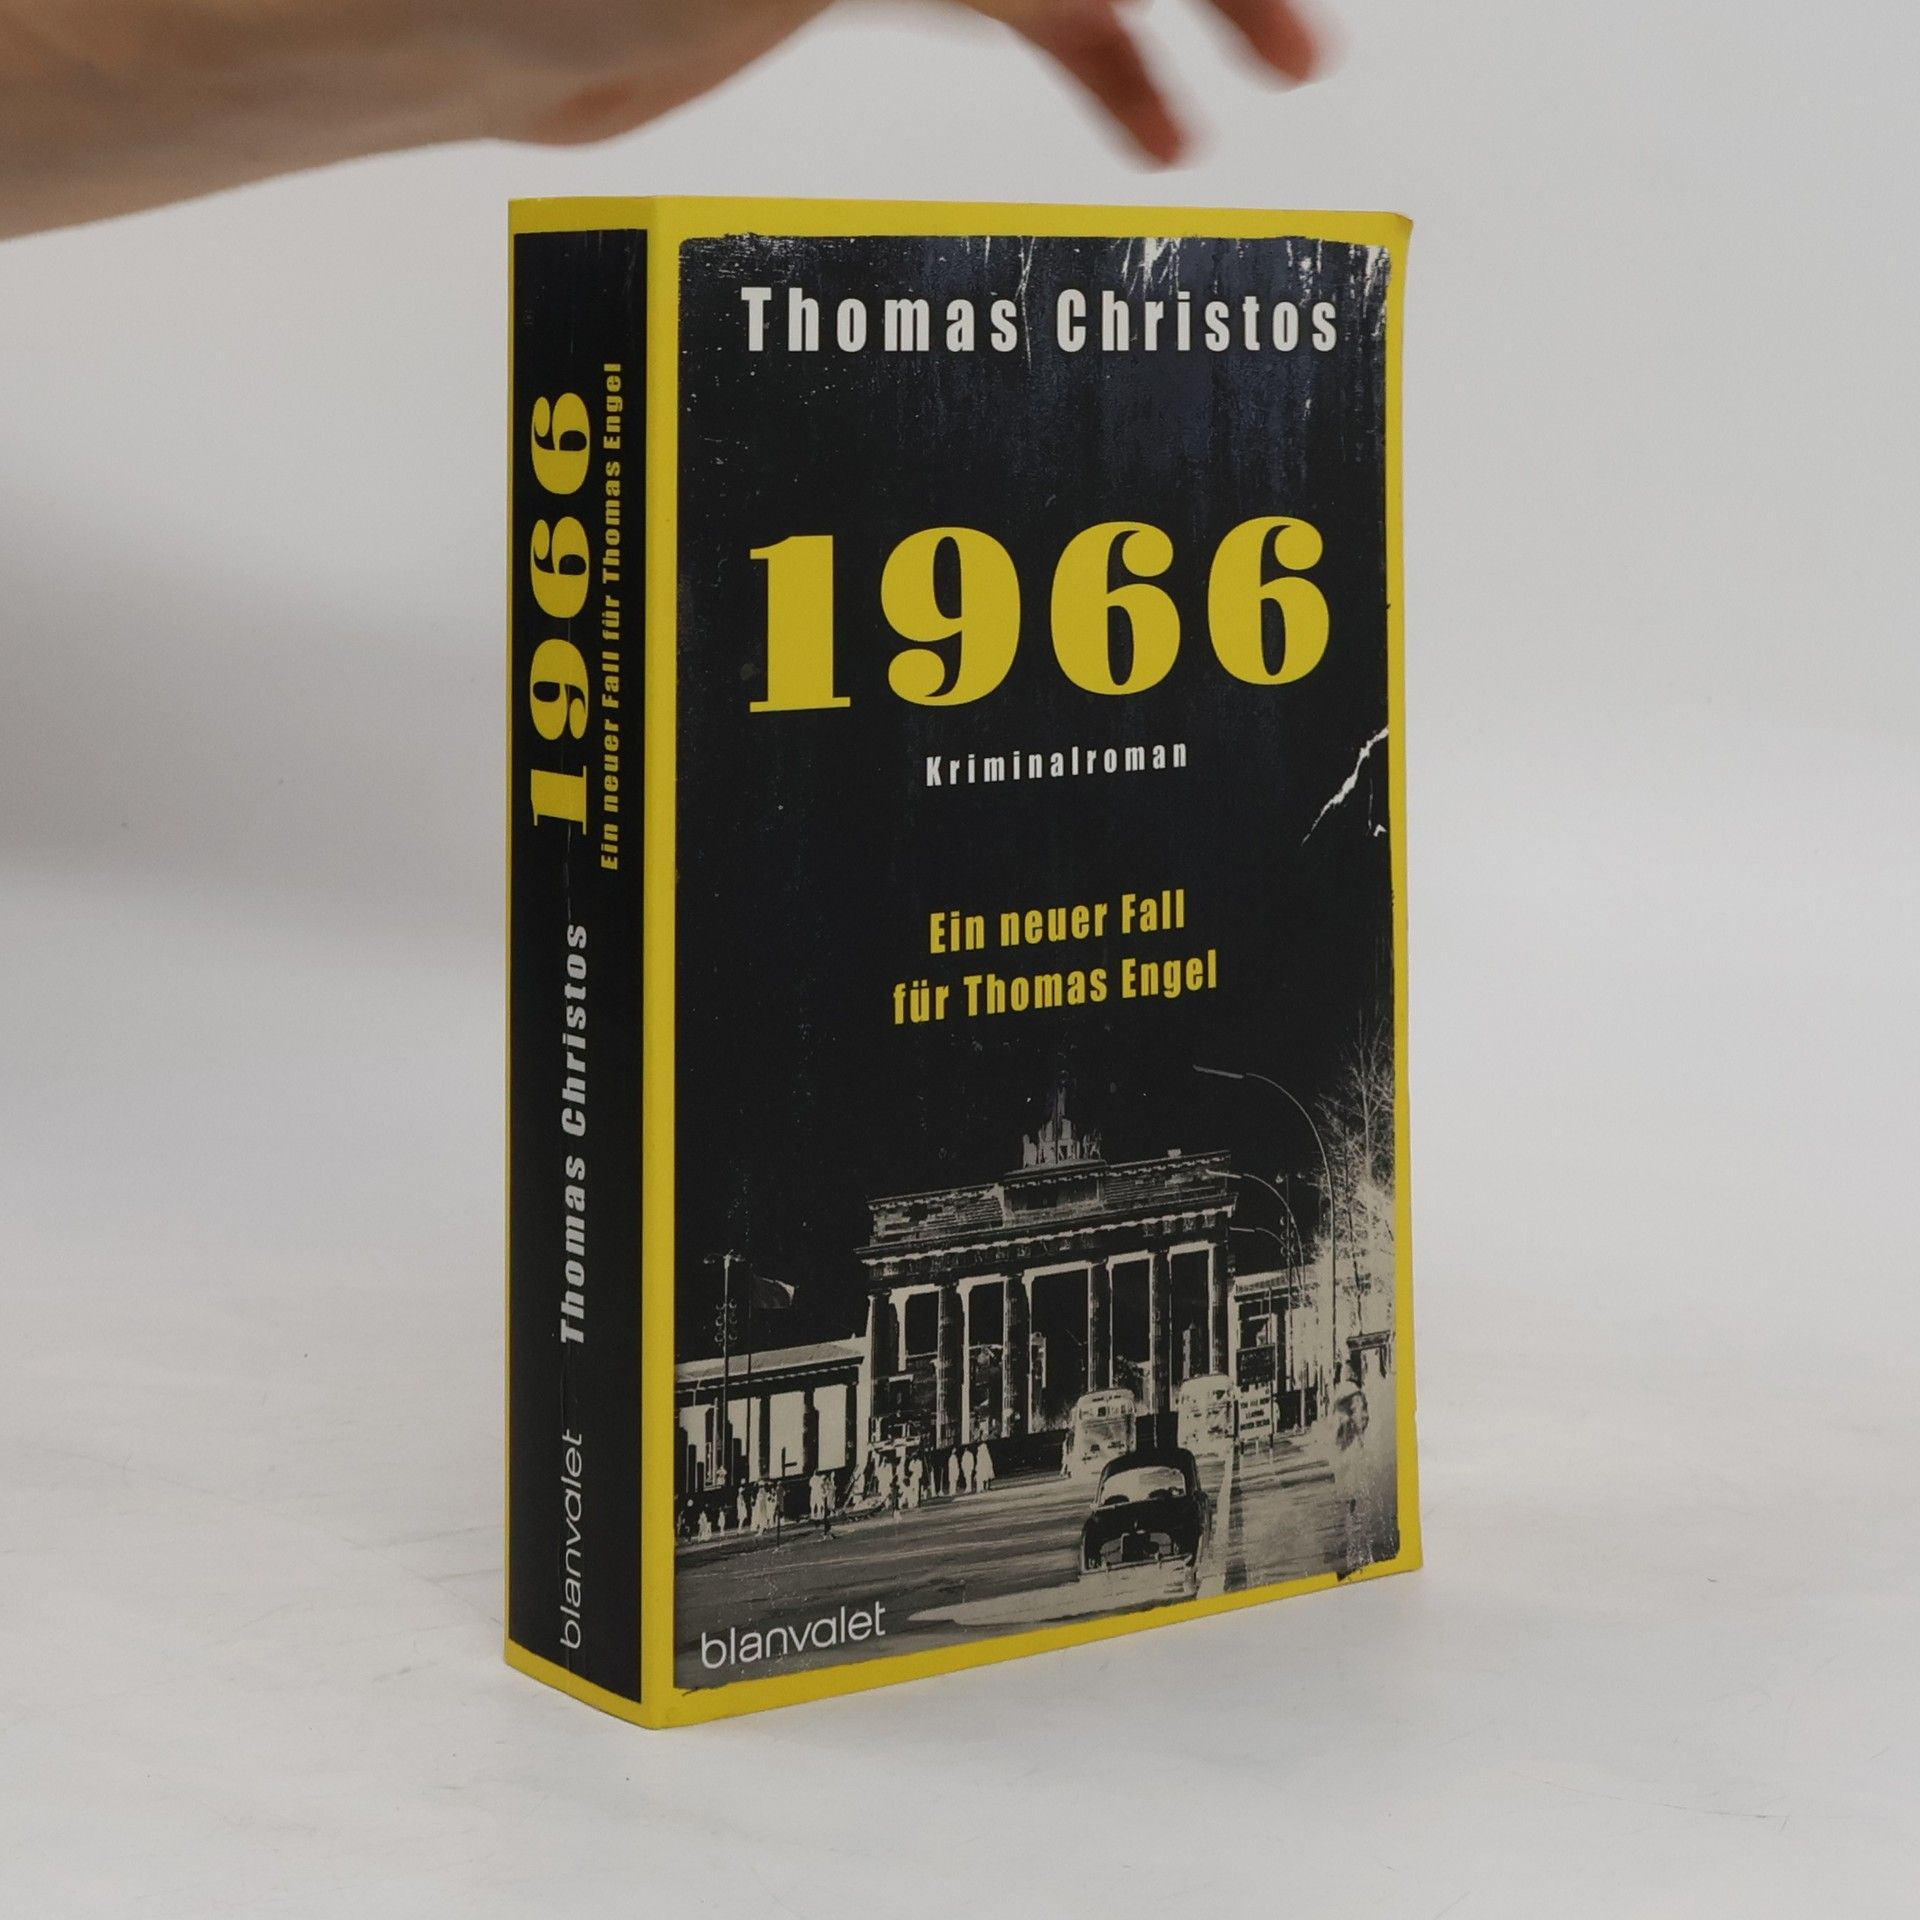 Thomas Christos
1966
Kriminalroman
Ein neuer Fall
für Thomas Engel
blanvalet
1966
Ein neuer Fall für Thomas Engel
Thomas Christos
blanvalet